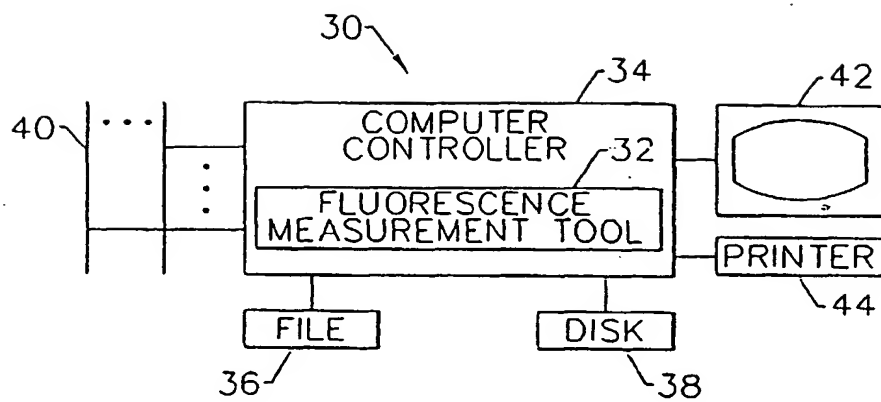 30
34
42
40
COMPUTER
CONTROLLER
32
FLUORESCENCE
MEASUREMENT TOOL
PRINTER
44
FILE
DISK
36
38